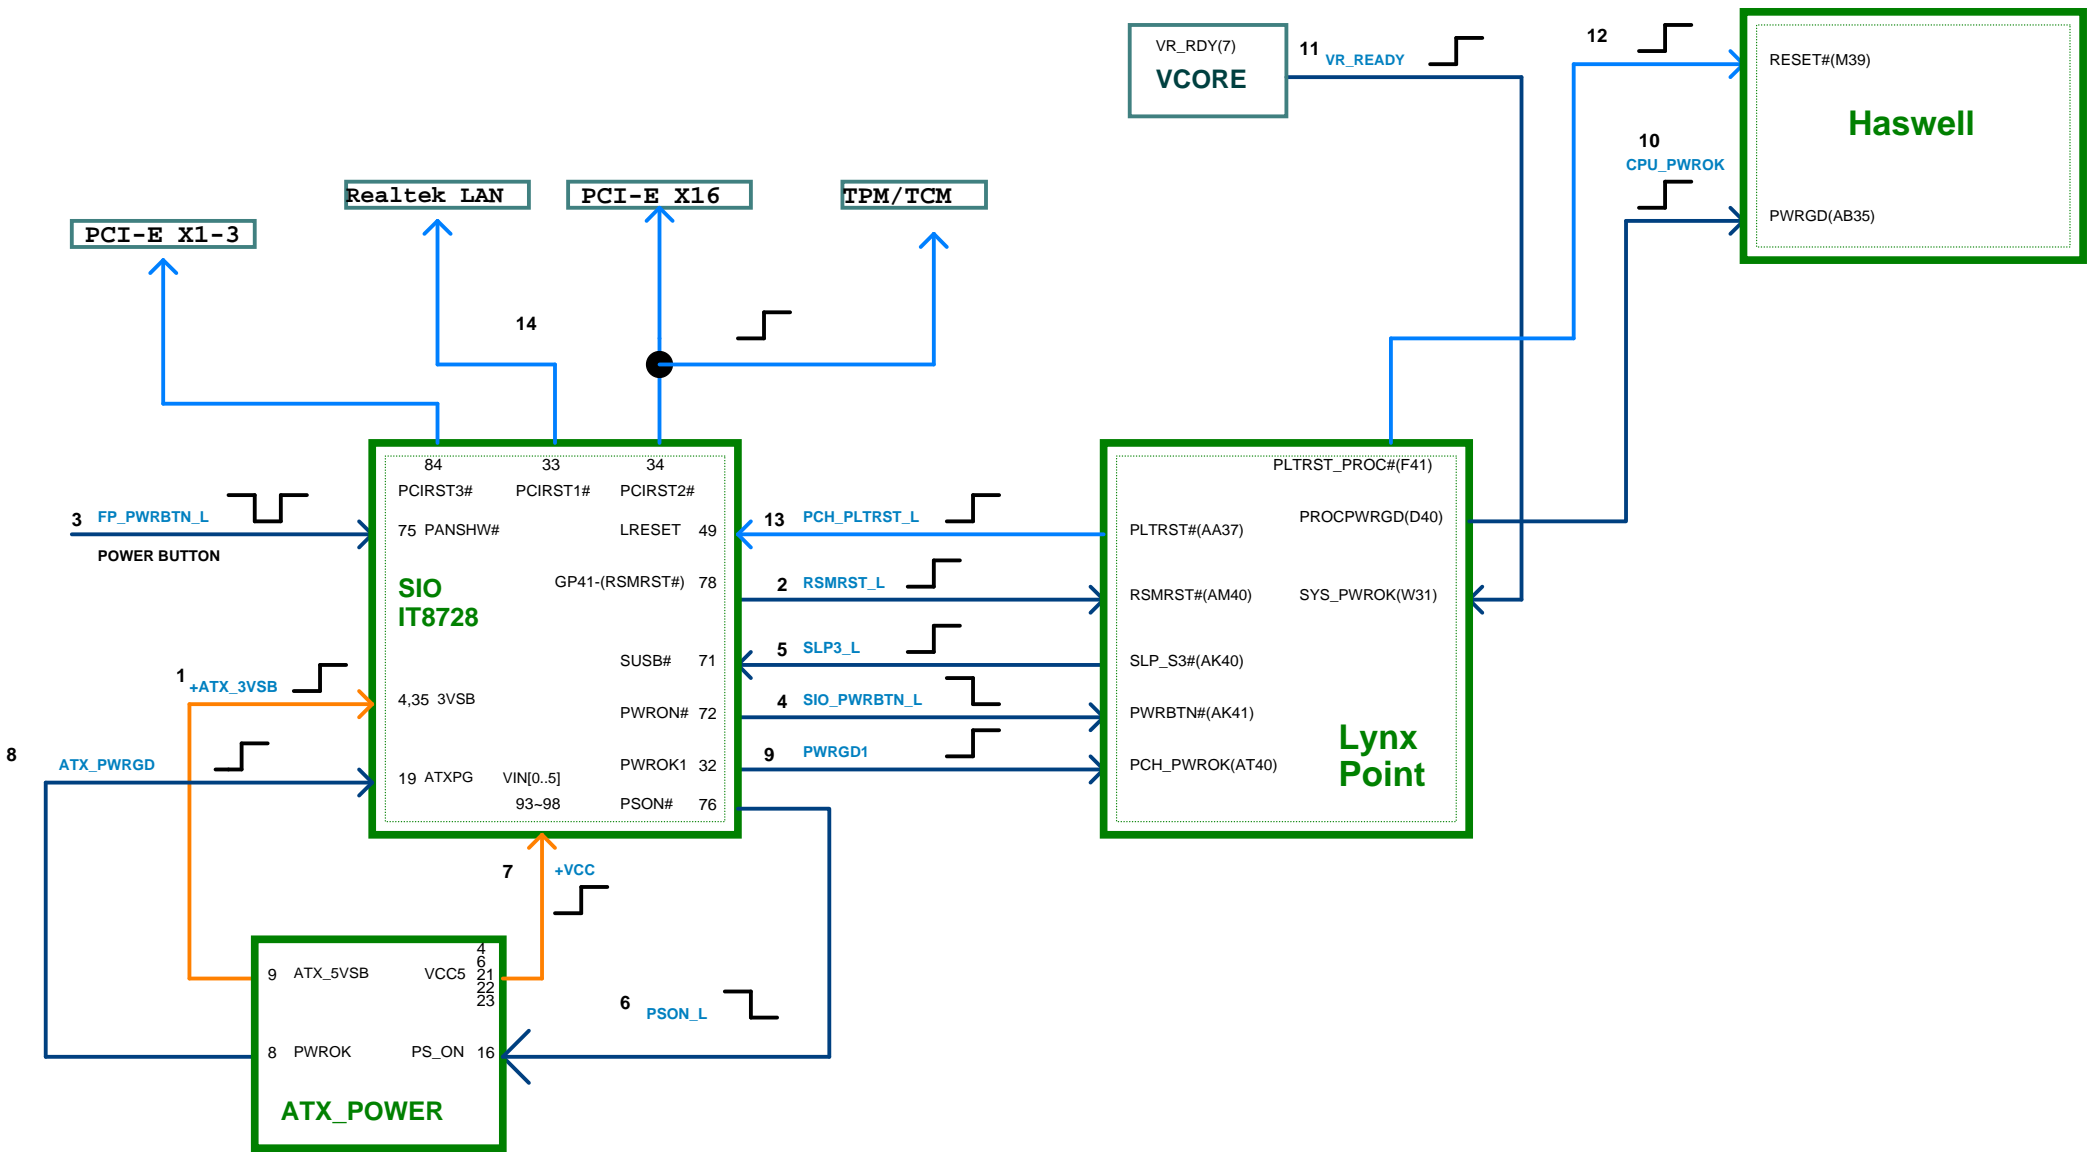 VR_RDY(7)
VCORE
11
VR_READY
12
RESET#(M39)
Haswell
10
CPU_PWROK
PWRGD(AB35)
Realtek LAN
PCI-E X16
TPM/TCM
PCI-E X1-3
14
84
33
34
PCIRST3#
PCIRST1#
PCIRST2#
3
FP_PWRBTN_L
POWER BUTTON
75 PANSHW#
LRESET 49
GP41-(RSMRST#) 78
SIO
IT8728
SUSB# 71
1
+ATX_3VSB
4,35 3VSB
PWRON# 72
8
ATX_PWRGD
19 ATXPG
VIN[0..5]
93~98
PWROK1 32
PSON# 76
13 PCH_PLTRST_L
2 RSMRST_L
5 SLP3_L
4 SIO_PWRBTN_L
9 PWRGD1
PLTRST_PROC#(F41)
PROCPWRGD(D40)
PLTRST#(AA37)
RSMRST#(AM40)
SYS_PWROK(W31)
SLP_S3#(AK40)
PWRBTN#(AK41)
PCH_PWROK(AT40)
Lynx
Point
7
+VCC
9 ATX_5VSB
VCC5
4
6
21
22
23
6
PSON_L
8 PWROK
PS_ON 16
ATX_POWER